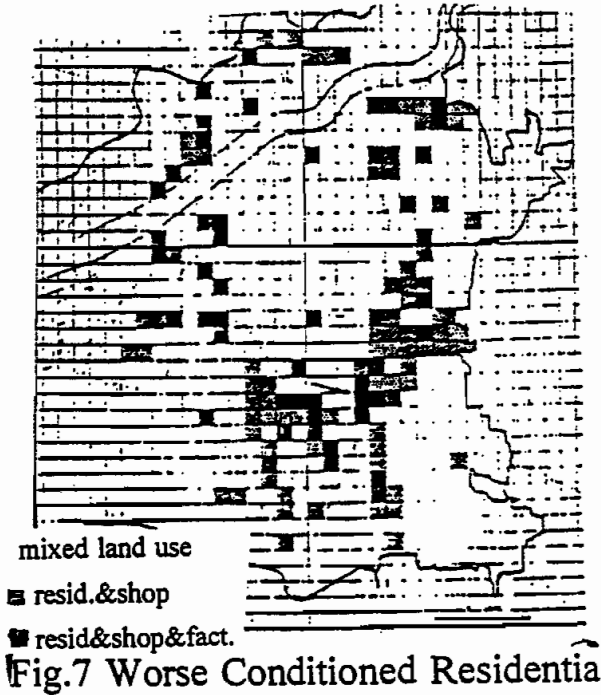 mixed land use
resid.&shop
resid&shop&fact.
Fig.7 Worse Conditioned Residentia